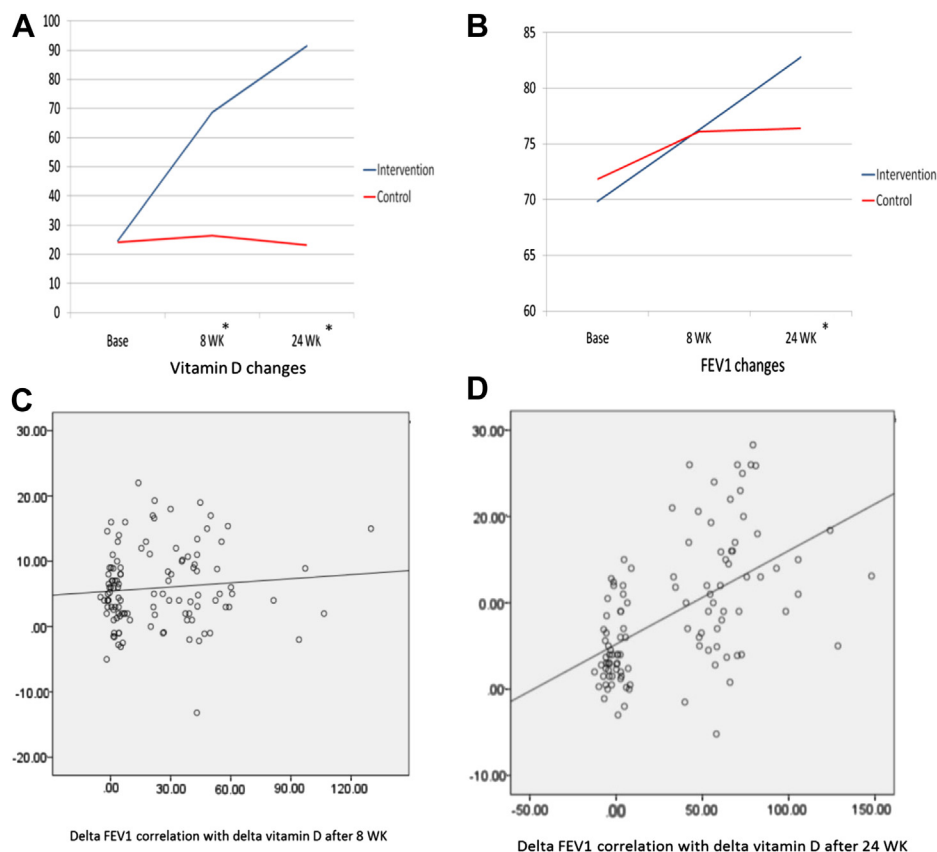 A
100
90
80
70
60
50
40
30
20
10
0
Base
8 WK *
24 WK *
Vitamin D changes
Intervention
Control
B
85
80
75
70
65
60
Base
8 WK
24 WK *
FEV1 changes
Intervention
Control
C
30.00
20.00
10.00
.00
-10.00
-20.00
.00
30.00
60.00
90.00
120.00
Delta FEV1 correlation with delta vitamin D after 8 WK
D
30.00
20.00
0.00
.00
-10.00
-50.00
.00
50.00
100.00
150.00
Delta FEV1 correlation with delta vitamin D after 24 WK